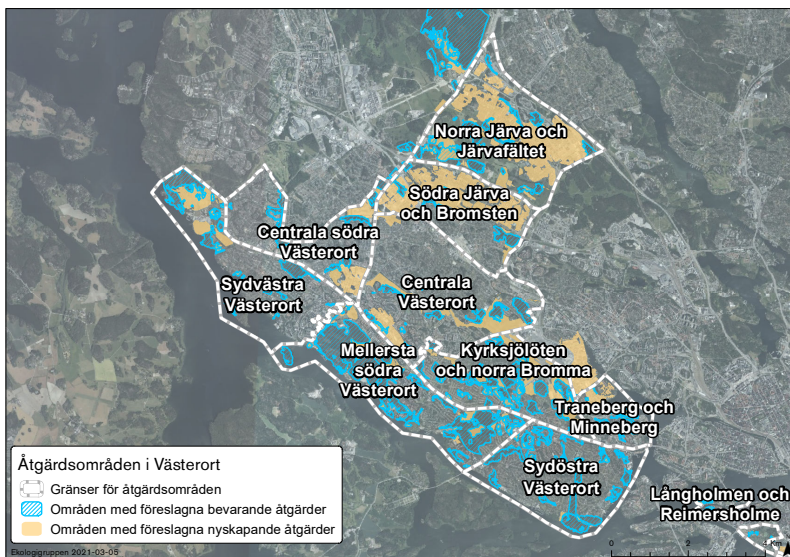 Norra Järva och
Järvafältet
Södra Järva
och Bromsten
Centrala södra
Västerort
Sydvästra
Västerort
Centrala
Västerort
Mellersta
södra
Västerort
Kyrksjölöten
och norra Bromma
Traneberg och
Minneberg
Sydöstra
Västerort
Långholmen och
Reimersholme
Åtgärdsområden i Västerort
Gränser för åtgärdsområden
Områden med föreslagna bevarande åtgärder
Områden med föreslagna nyskapande åtgärder
Ekologigruppen 2021-03-05
0 2 4 Km